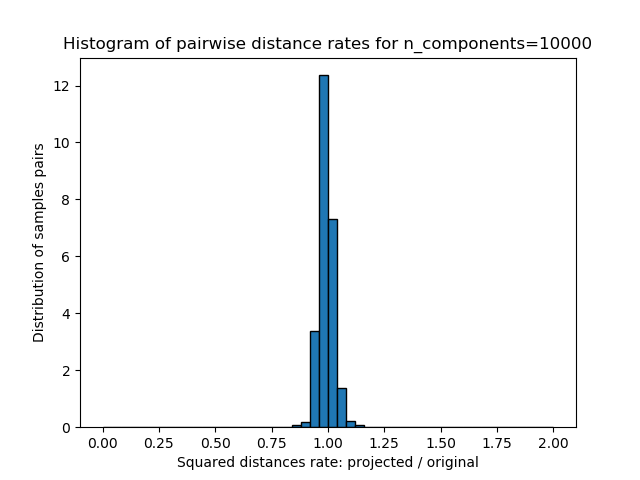 Histogram of pairwise distance rates for n_components=10000
12
10
8
6
4
2
0
Distribution of samples pairs
0.00 0.25 0.50 0.75 1.00 1.25 1.50 1.75 2.00
Squared distances rate: projected / original